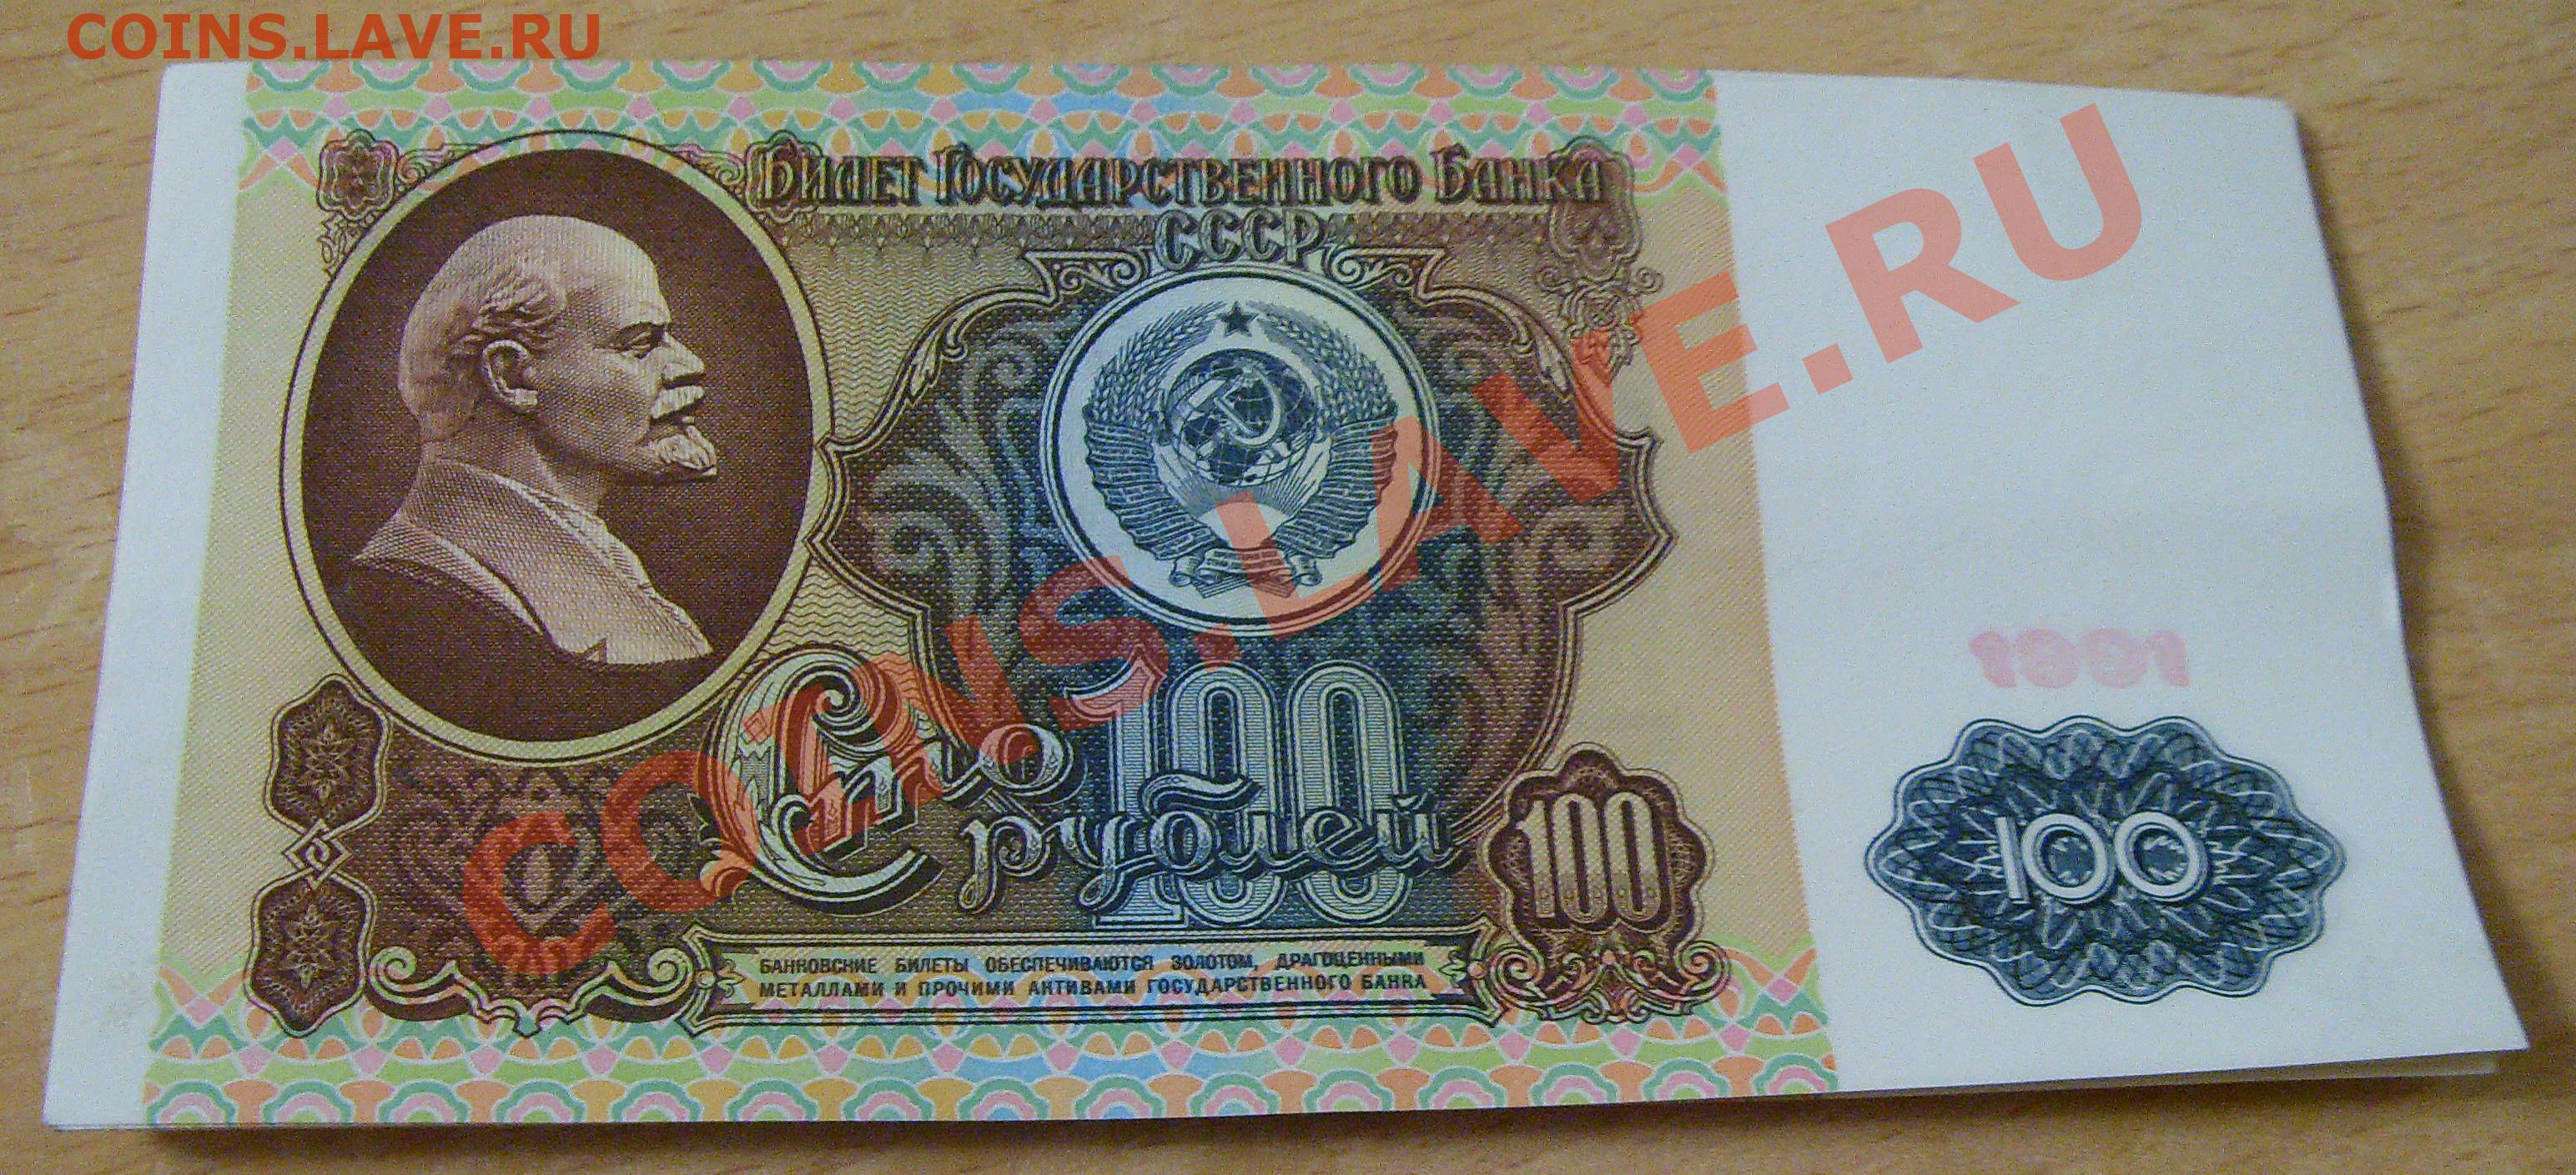 COINS.LAVE.RU
Билет Государственного Банка
СССР
COINS.LAVE.RU
1991
100
Сто
рублей
100
100
БАНКОВСКИЕ БИЛЕТЫ ОБЕСПЕЧИВАЮТСЯ ЗОЛОТОМ, ДРАГОЦЕННЫМИ
МЕТАЛЛАМИ И ПРОЧИМИ АКТИВАМИ ГОСУДАРСТВЕННОГО БАНКА